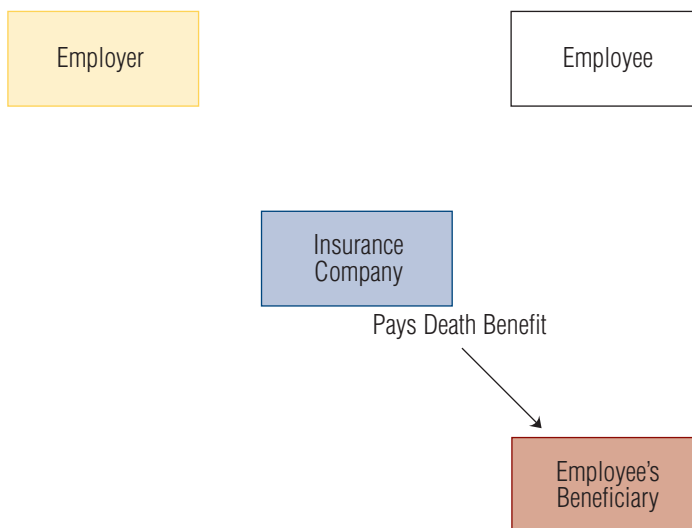 Employer
Employee
Insurance
Company
Pays Death Benefit
Employee’s
Beneficiary